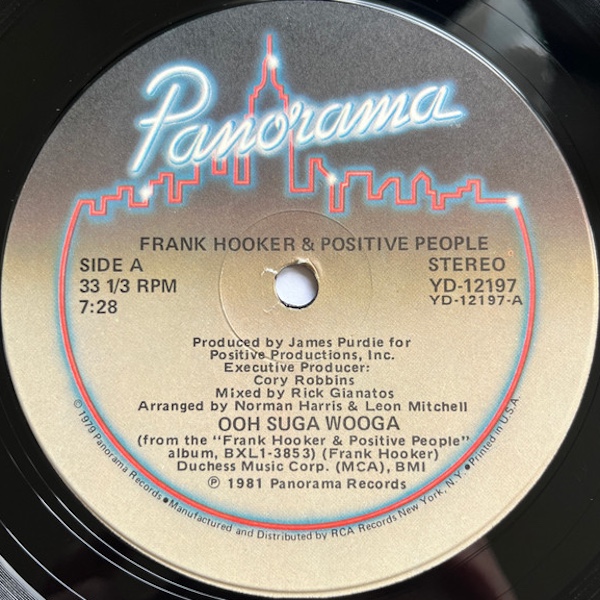 Panorama
FRANK HOOKER & POSITIVE PEOPLE
SIDE A
33 1/3 RPM
7:28
STEREO
YD-12197
YD-12197-A
Produced by James Purdie for
Positive Productions, Inc.
Executive Producer:
Cory Robbins
Mixed by Rick Gianatos
Arranged by Norman Harris & Leon Mitchell
OOH SUGA WOOGA
(from the "Frank Hooker & Positive People"
album, BXL1-3853) (Frank Hooker)
Duchess Music Corp. (MCA), BMI
℗ 1981 Panorama Records
©1979 Panorama Records ● Manufactured and Distributed by RCA Records New York, N.Y. ● Printed in U.S.A.